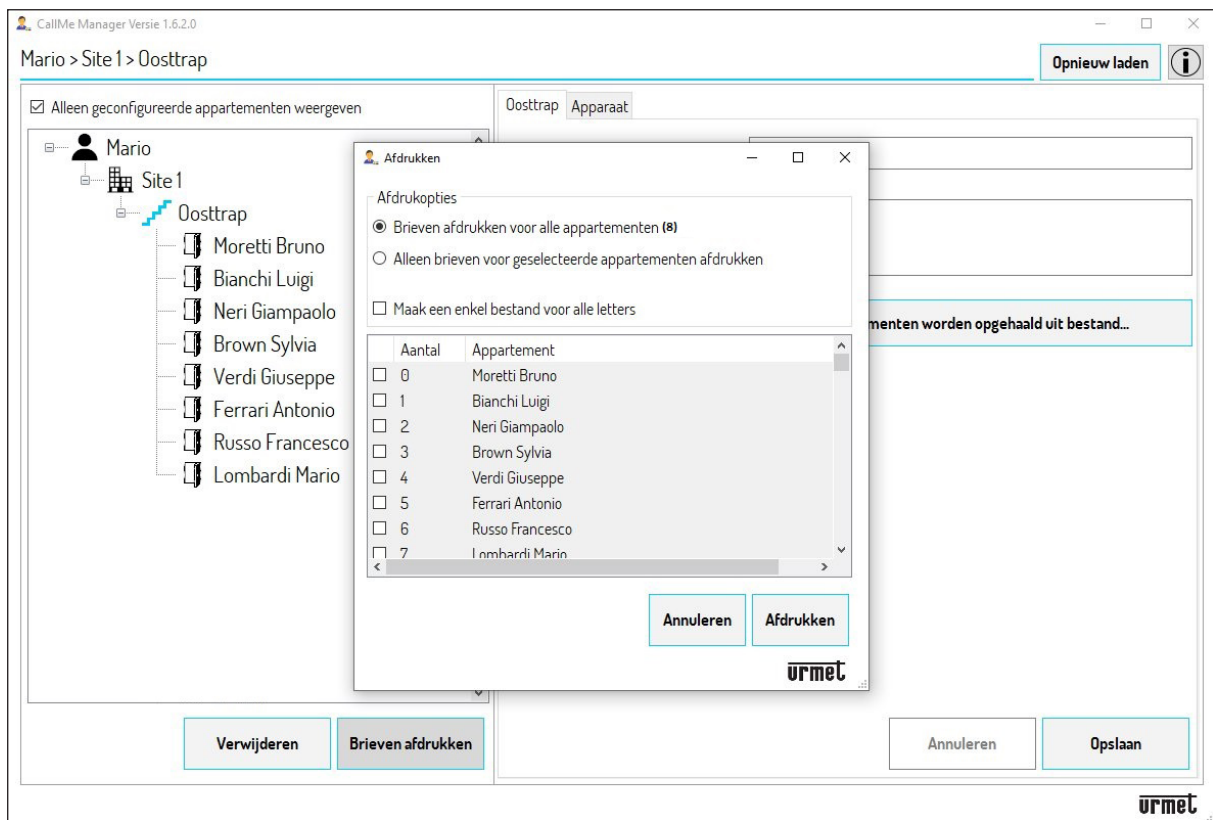 CallMe Manager Versie 1.6.2.0
Mario > Site 1 > Oosttrap
Opnieuw laden
Alleen geconfigureerde appartementen weergeven
Mario
Site 1
Oosttrap
Moretti Bruno
Bianchi Luigi
Neri Giampaolo
Brown Sylvia
Verdi Giuseppe
Ferrari Antonio
Russo Francesco
Lombardi Mario
Verwijderen
Brieven afdrukken
Oosttrap
Apparaat
menten worden opgehaald uit bestand...
Annuleren
Opslaan
Afdrukken
Afdrukopties
Brieven afdrukken voor alle appartementen (8)
Alleen brieven voor geselecteerde appartementen afdrukken
Maak een enkel bestand voor alle letters
Aantal Appartement
0 Moretti Bruno
1 Bianchi Luigi
2 Neri Giampaolo
3 Brown Sylvia
4 Verdi Giuseppe
5 Ferrari Antonio
6 Russo Francesco
7 Lombardi Mario
Annuleren
Afdrukken
urmet
urmet